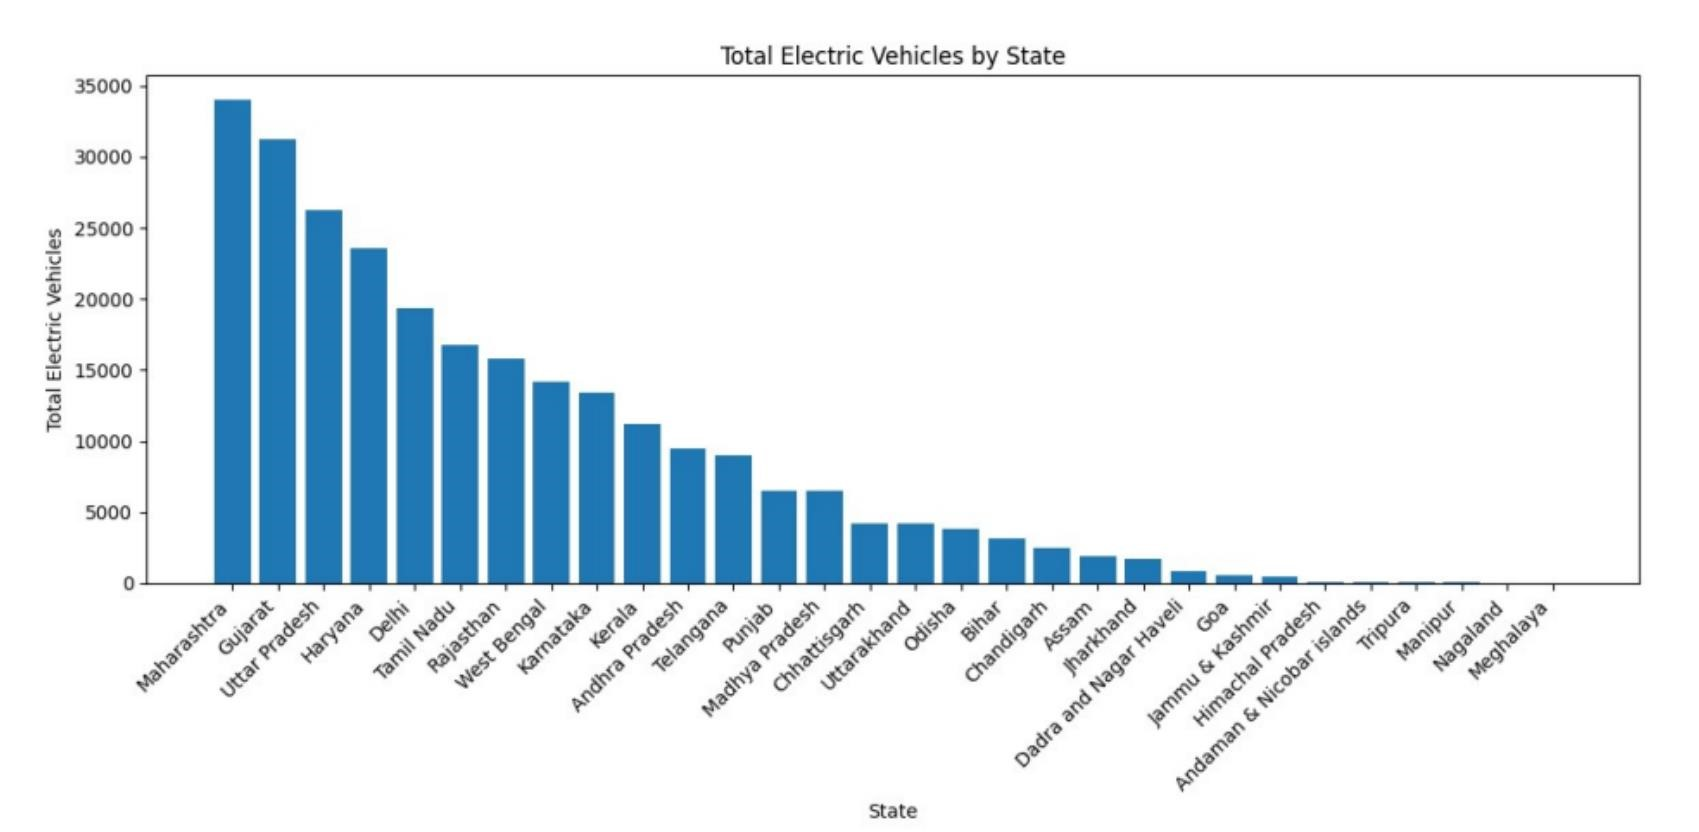 Total Electric Vehicles by State
Total Electric Vehicles
35000
30000
25000
20000
15000
10000
5000
0
Maharashtra
Gujarat
Uttar Pradesh
Haryana
Delhi
Tamil Nadu
Rajasthan
West Bengal
Karnataka
Kerala
Andhra Pradesh
Telangana
Punjab
Madhya Pradesh
Chhattisgarh
Uttarakhand
Odisha
Bihar
Chandigarh
Assam
Jharkhand
Dadra and Nagar Haveli
Goa
Jammu & Kashmir
Himachal Pradesh
Andaman & Nicobar islands
Tripura
Manipur
Nagaland
Meghalaya
State